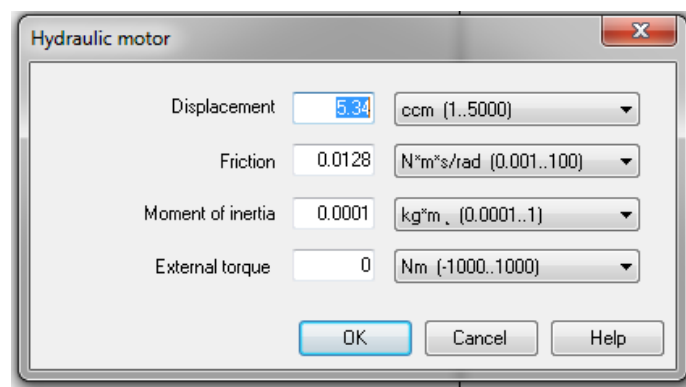 Hydraulic motor
Displacement 5.34 ccm (1..5000)
Friction 0.0128 N*m*s/rad (0.001..100)
Moment of inertia 0.0001 kg*m˛ (0.0001..1)
External torque 0 Nm (-1000..1000)
OK Cancel Help